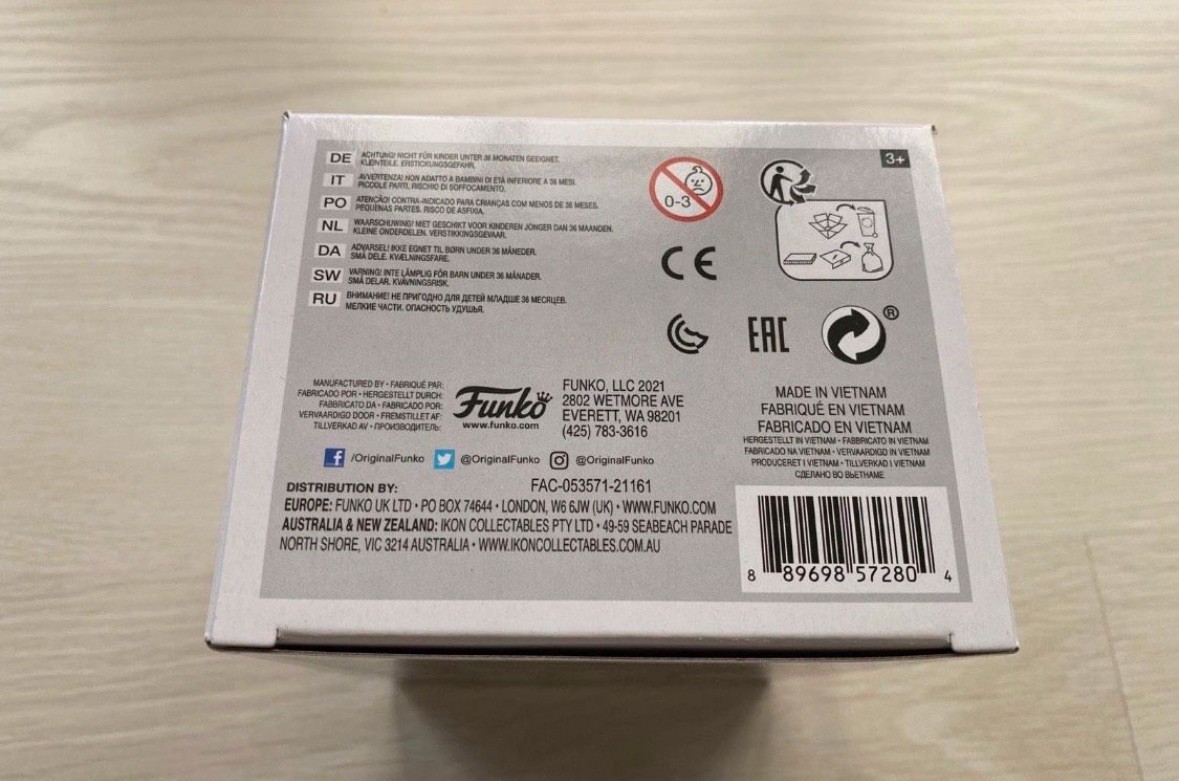 DE ACHTUNG! NICHT FÜR KINDER UNTER 36 MONATEN GEEIGNET.
KLEINTEILE. ERSTICKUNGSGEFAHR.
IT AVVERTENZA! NON ADATTO A BAMBINI DI ETÀ INFERIORE A 36 MESI.
PICCOLE PARTI, RISCHIO DI SOFFOCAMENTO.
PO ATENCÃO! CONTRA-INDICADO PARA CRIANÇAS COM MENOS DE 36 MESES.
PEQUENAS PARTES. RISCO DE ASFIXIA.
NL WAARSCHUWING! NIET GESCHIKT VOOR KINDEREN JONGER DAN 36 MAANDEN.
KLEINE ONDERDELEN. VERSTIKKINGSGEVAAR.
DA ADVARSEL! IKKE EGNET TIL BØRN UNDER 36 MÅNEDER.
SMÅ DELE. KVÆLNINGSFARE.
SW VARNING! INTE LÄMPLIG FÖR BARN UNDER 36 MÅNADER.
SMÅ DELAR. KVÄVNINGSRISK.
RU ВНИМАНИЕ! НЕ ПРИГОДНО ДЛЯ ДЕТЕЙ МЛАДШЕ 36 МЕСЯЦЕВ.
МЕЛКИЕ ЧАСТИ. ОПАСНОСТЬ УДУШЬЯ.
0-3
3+
CE
EAC
®
MANUFACTURED BY • FABRIQUÉ PAR:
FABRICADO POR • HERGESTELLT DURCH:
FABBRICATO DA • FABRICADO POR:
VERVAARDIGD DOOR • FREMSTILLET AF:
TILLVERKAD AV • ПРОИЗВОДИТЕЛЬ:
Funko
www.funko.com
FUNKO, LLC 2021
2802 WETMORE AVE
EVERETT, WA 98201
(425) 783-3616
/OriginalFunko @OriginalFunko @OriginalFunko
MADE IN VIETNAM
FABRIQUÉ EN VIETNAM
FABRICADO EN VIETNAM
HERGESTELLT IN VIETNAM • FABBRICATO IN VIETNAM
FABRICADO NA VIETNAM • VERVAARDIGD IN VIETNAM
PRODUCERET I VIETNAM • TILLVERKAD I VIETNAM
СДЕЛАНО ВО ВЬЕТНАМЕ
FAC-053571-21161
DISTRIBUTION BY:
EUROPE: FUNKO UK LTD • PO BOX 74644 • LONDON, W6 6JW (UK) • WWW.FUNKO.COM
AUSTRALIA & NEW ZEALAND: IKON COLLECTABLES PTY LTD • 49-59 SEABEACH PARADE
NORTH SHORE, VIC 3214 AUSTRALIA • WWW.IKONCOLLECTABLES.COM.AU
8 89698 57280 4